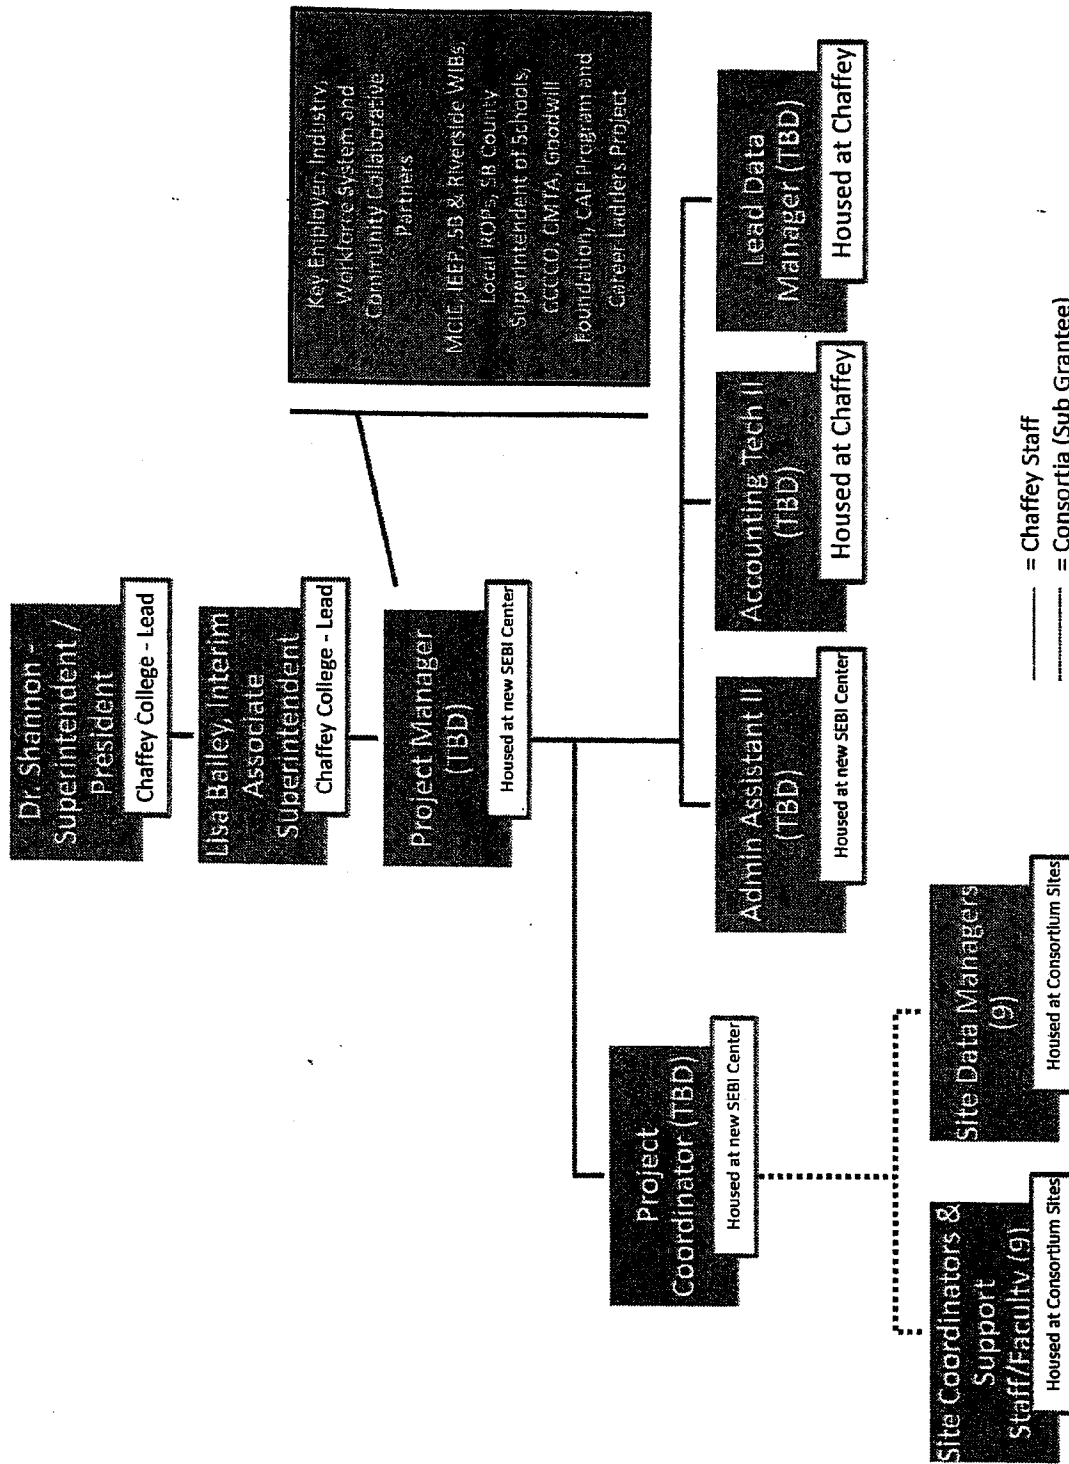 Dr. Shannon -
Superintendent /
President
Chaffey College - Lead
Lisa Bailey, Interim
Associate
Superintendent
Chaffey College - Lead
Project Manager
(TBD)
Housed at new SEBI Center
Key Employer, Industry,
Workforce System and
Community Collaborative
Partners
MCIE, IEEP, SB & Riverside WIBs,
Local ROPs, SB County
Superintendent of Schools,
CCCCO, CMTA, Goodwill
Foundation, CAP Program and
Career Ladders Project
Project
Coordinator (TBD)
Housed at new SEBI Center
Admin Assistant II
(TBD)
Housed at new SEBI Center
Accounting Tech II
(TBD)
Housed at Chaffey
Lead Data
Manager (TBD)
Housed at Chaffey
Site Coordinators &
Support
Staff/Faculty (9)
Housed at Consortium Sites
Site Data Managers
(9)
Housed at Consortium Sites
= Chaffey Staff
= Consortia (Sub Grantee)